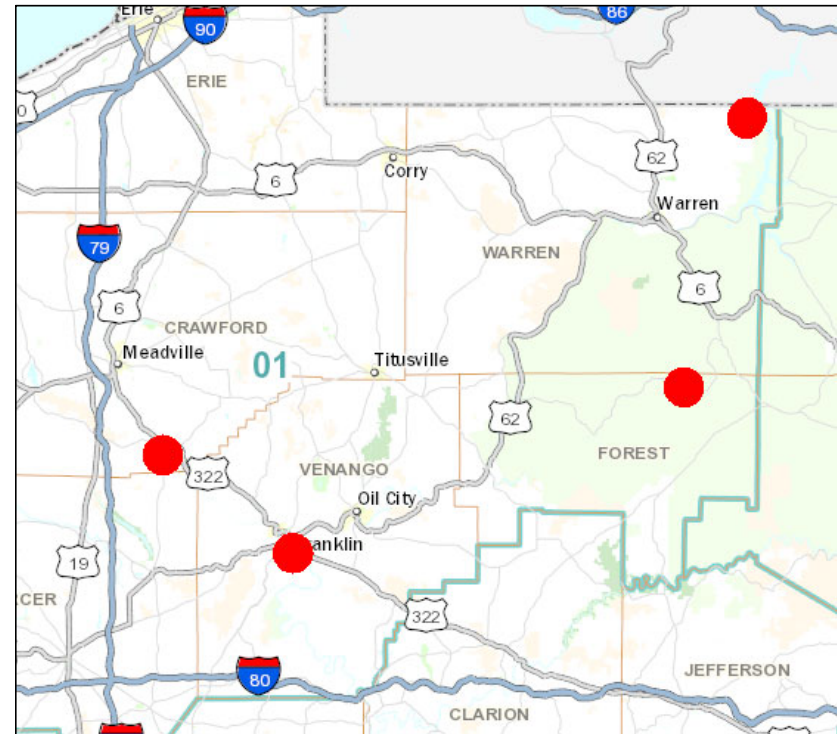 Erie
90
86
ERIE
0
6
Corry
62
Warren
79
WARREN
6
6
CRAWFORD
Meadville
01
Titusville
62
322
VENANGO
FOREST
Oil City
anklin
19
CER
322
80
JEFFERSON
CLARION